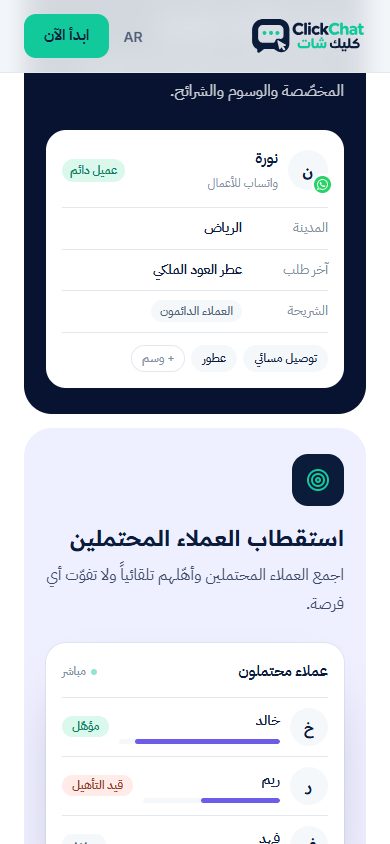 ClickChat
كليك شات
AR
ابدأ الآن
المخصّصة والوسوم والشرائح.
ن
نورة
واتساب للأعمال
عميل دائم
المدينة
الرياض
آخر طلب
عطر العود الملكي
الشريحة
العملاء الدائمون
توصيل مسائي
عطور
+ وسم
استقطاب العملاء المحتملين
اجمع العملاء المحتملين وأهّلهم تلقائياً ولا تفوّت أي
فرصة.
عملاء محتملون
مباشر
خ
خالد
مؤهّل
ر
ريم
قيد التأهيل
فهد